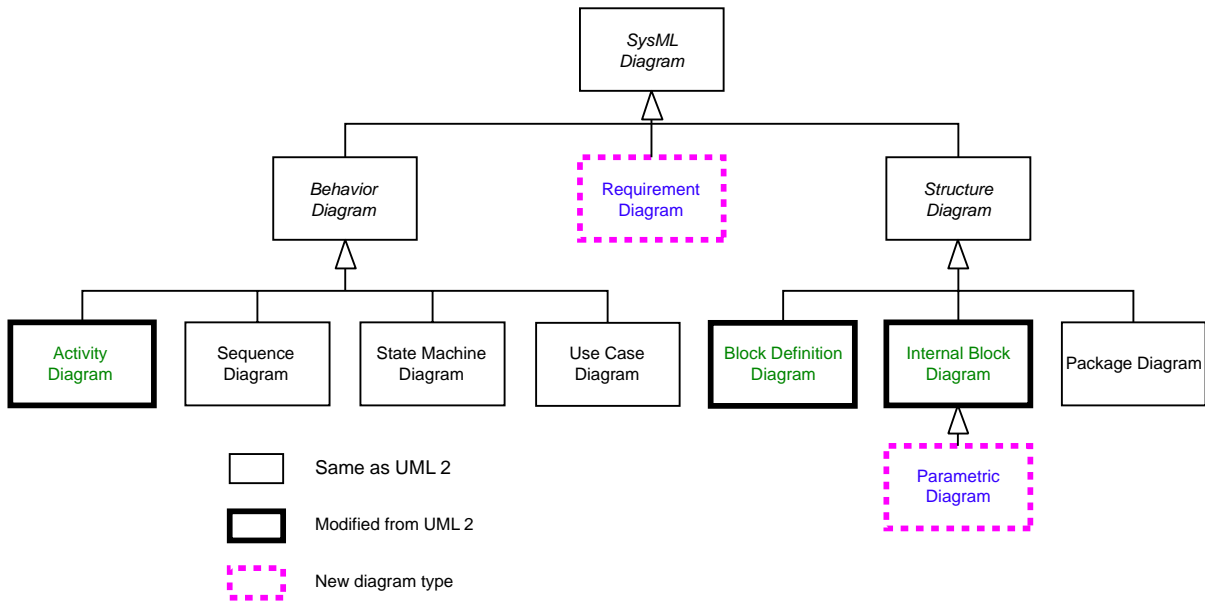 SysML
Diagram
Behavior
Diagram
Requirement
Diagram
Structure
Diagram
Activity
Diagram
Sequence
Diagram
State Machine
Diagram
Use Case
Diagram
Block Definition
Diagram
Internal Block
Diagram
Package Diagram
Parametric
Diagram
Same as UML 2
Modified from UML 2
New diagram type